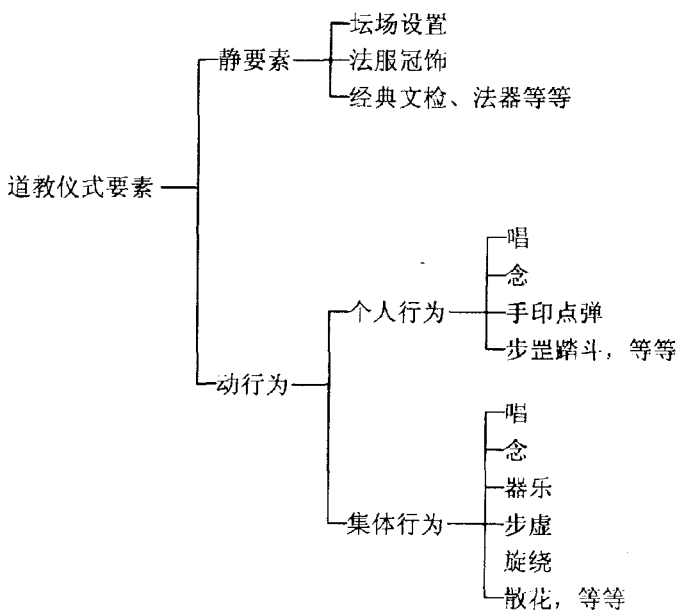 道教仪式要素
静要素
坛场设置
法服冠饰
经典文检、法器等等
动行为
个人行为
唱
念
手印点弹
步罡踏斗，等等
集体行为
唱
念
器乐
步虚
旋绕
散花，等等